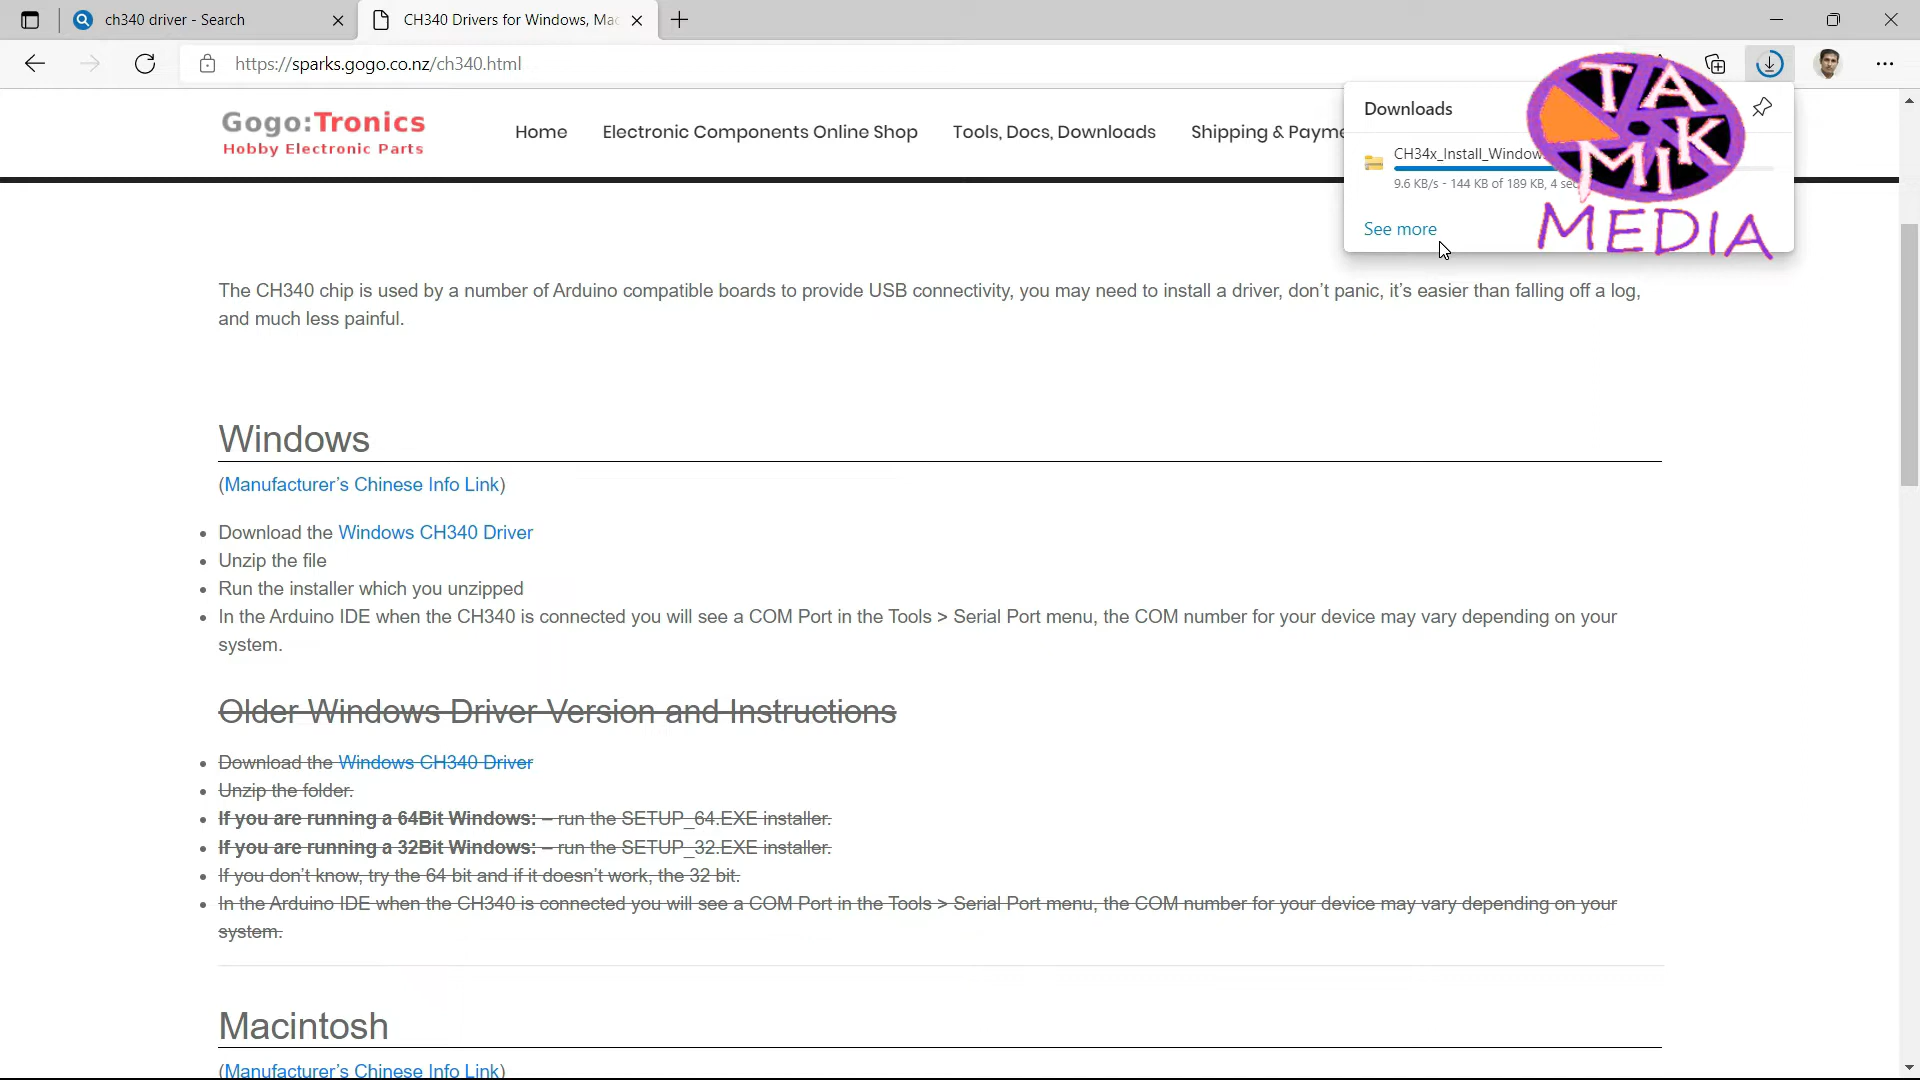 ch340 driver - Search
CH340 Drivers for Windows, Mac
https://sparks.gogo.co.nz/ch340.html
Gogo:Tronics
Hobby Electronic Parts
Home
Electronic Components Online Shop
Tools, Docs, Downloads
Shipping & Payme
Downloads
CH34x_Install_Window
9.6 KB/s - 144 KB of 189 KB, 4 sec
See more
TAMIK
MEDIA
The CH340 chip is used by a number of Arduino compatible boards to provide USB connectivity, you may need to install a driver, don’t panic, it’s easier than falling off a log,
and much less painful.
Windows
(Manufacturer’s Chinese Info Link)
Download the Windows CH340 Driver
Unzip the file
Run the installer which you unzipped
In the Arduino IDE when the CH340 is connected you will see a COM Port in the Tools > Serial Port menu, the COM number for your device may vary depending on your
system.
Older Windows Driver Version and Instructions
Download the Windows CH340 Driver
Unzip the folder.
If you are running a 64Bit Windows: – run the SETUP_64.EXE installer.
If you are running a 32Bit Windows: – run the SETUP_32.EXE installer.
If you don’t know, try the 64 bit and if it doesn’t work, the 32 bit.
In the Arduino IDE when the CH340 is connected you will see a COM Port in the Tools > Serial Port menu, the COM number for your device may vary depending on your
system.
Macintosh
(Manufacturer’s Chinese Info Link)